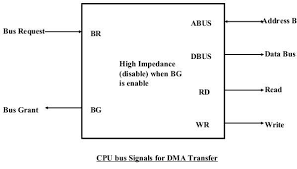 Bus Request
BR
ABUS
Address B
DBUS
Data Bus
High Impedance
(disable) when BG
is enable
RD
Read
Bus Grant
BG
WR
Write
CPU bus Signals for DMA Transfer